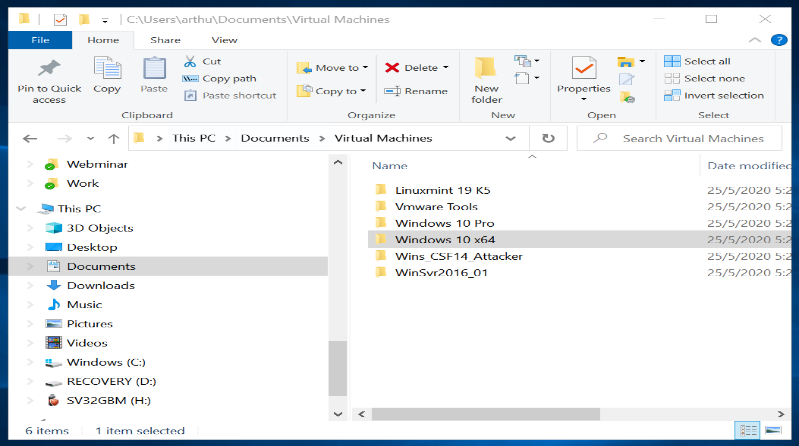 C:\Users\arthu\Documents\Virtual Machines
File Home Share View
Pin to Quick access
Copy
Paste
Cut
Copy path
Paste shortcut
Clipboard
Move to
Copy to
Delete
Rename
Organize
New folder
New
Properties
Open
Select all
Select none
Invert selection
Select
This PC > Documents > Virtual Machines
Search Virtual Machines
Webminar
Work
This PC
3D Objects
Desktop
Documents
Downloads
Music
Pictures
Videos
Windows (C:)
RECOVERY (D:)
SV32GBM (H:)
Name Date modified
Linuxmint 19 K5 25/5/2020 5:2
Vmware Tools 25/5/2020 5:2
Windows 10 Pro 25/5/2020 5:2
Windows 10 x64 25/5/2020 5:2
Wins_CSF14_Attacker 25/5/2020 5:2
WinSvr2016_01 25/5/2020 5:2
6 items 1 item selected